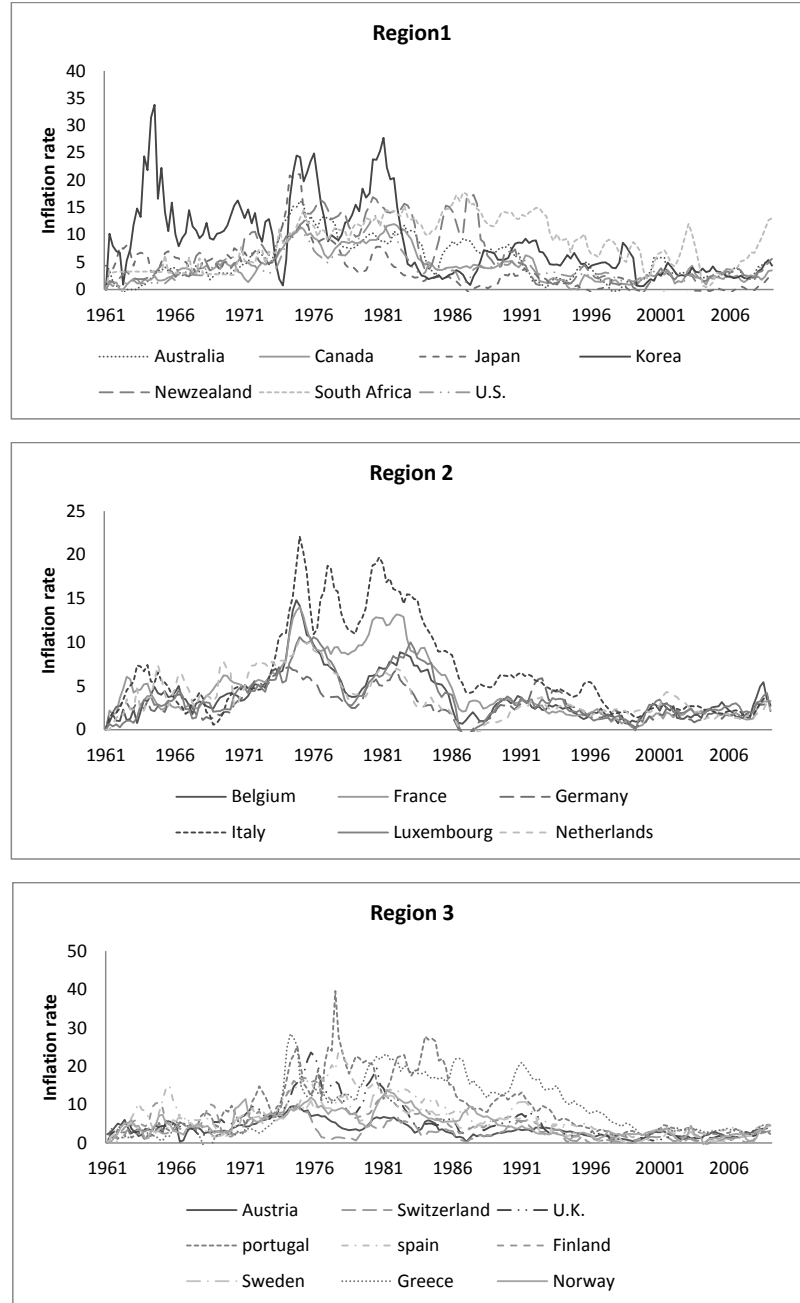 Region1
40
35
30
25
20
15
10
5
0
Inflation rate
1961 1966 1971 1976 1981 1986 1991 1996 20001 2006
Australia Canada Japan Korea
Newzealand South Africa U.S.
Region 2
25
20
15
10
5
0
Inflation rate
1961 1966 1971 1976 1981 1986 1991 1996 20001 2006
Belgium France Germany
Italy Luxembourg Netherlands
Region 3
50
40
30
20
10
0
Inflation rate
1961 1966 1971 1976 1981 1986 1991 1996 20001 2006
Austria Switzerland U.K.
portugal spain Finland
Sweden Greece Norway